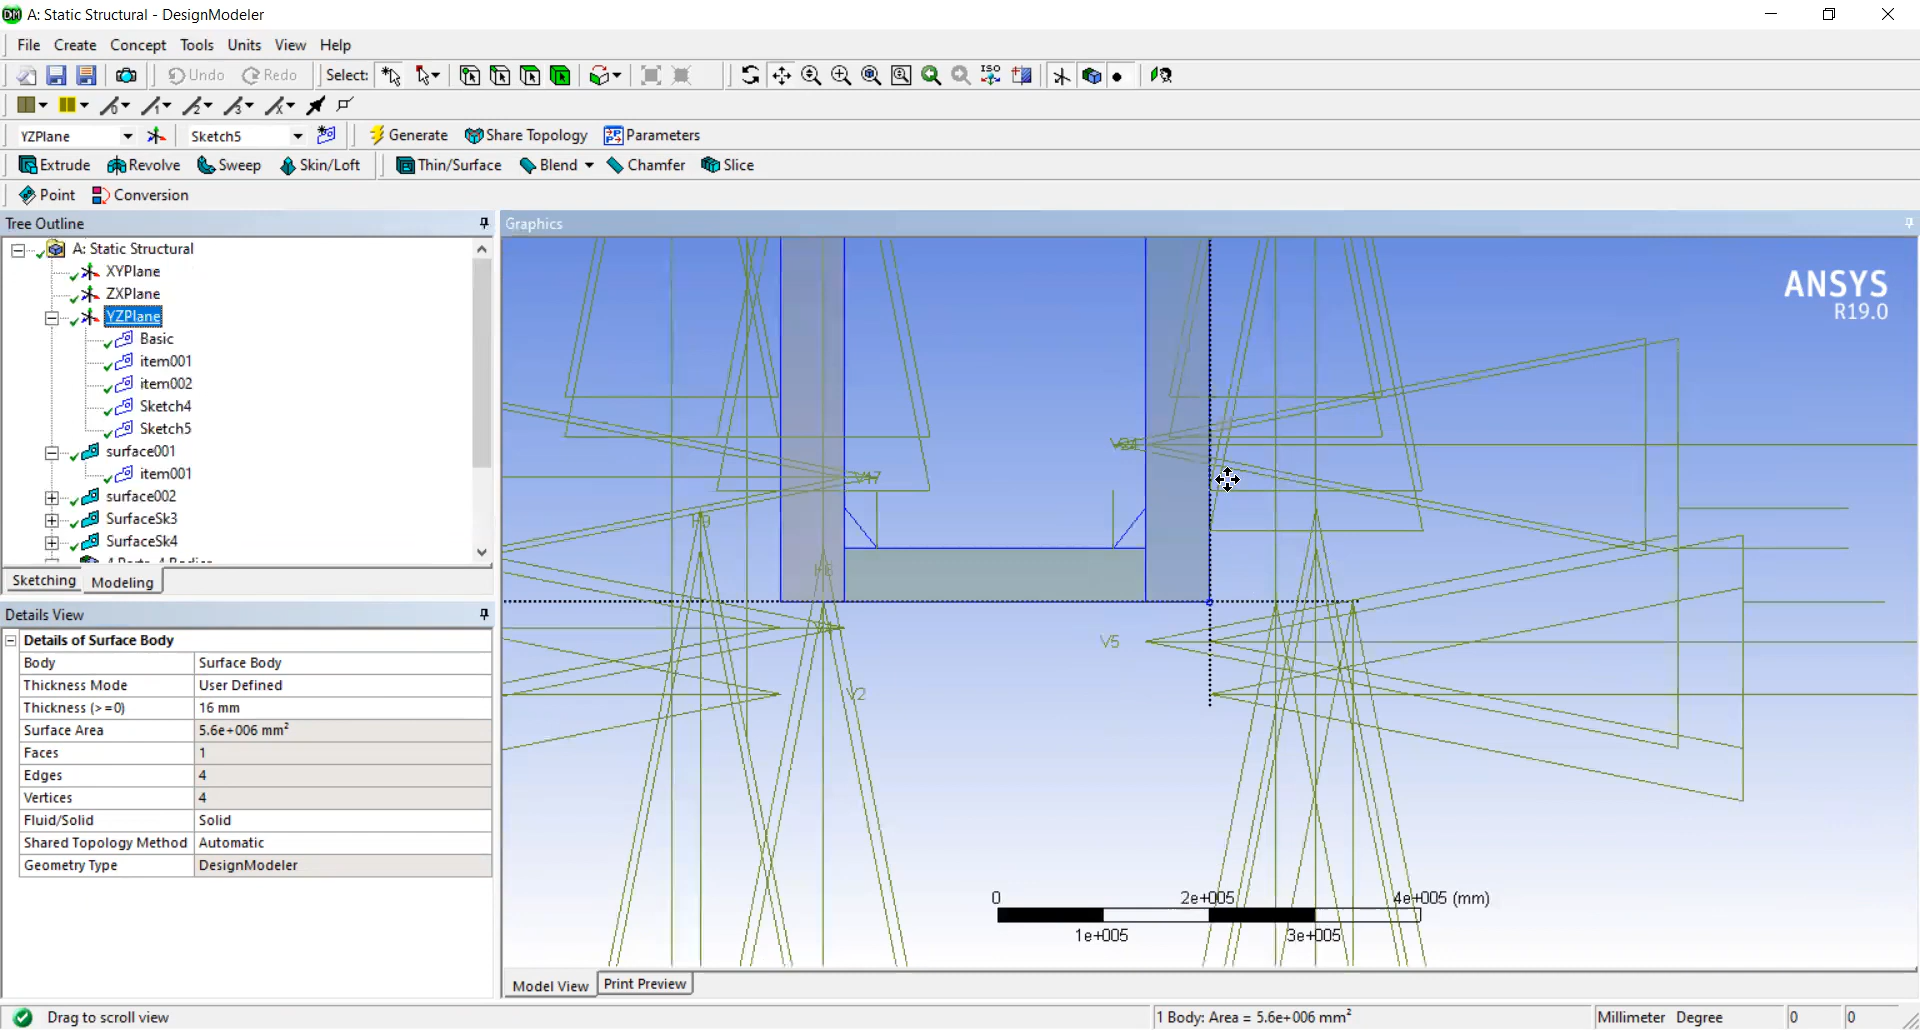 A: Static Structural - DesignModeler
File Create Concept Tools Units View Help
Undo Redo Select: ISO
YZPlane Sketch5 Generate Share Topology Parameters
Extrude Revolve Sweep Skin/Loft Thin/Surface Blend Chamfer Slice
Point Conversion
Tree Outline
A: Static Structural
XYPlane
ZXPlane
YZPlane
Basic
item001
item002
Sketch4
Sketch5
surface001
item001
surface002
SurfaceSk3
SurfaceSk4
Sketching Modeling
Details View
Details of Surface Body
Body Surface Body
Thickness Mode User Defined
Thickness (>=0) 16 mm
Surface Area 5.6e+006 mm²
Faces 1
Edges 4
Vertices 4
Fluid/Solid Solid
Shared Topology Method Automatic
Geometry Type DesignModeler
Graphics
ANSYS
R19.0
V17
V5
V2
0 2e+005 4e+005 (mm)
1e+005 3e+005
Model View Print Preview
Drag to scroll view 1 Body: Area = 5.6e+006 mm² Millimeter Degree 0 0